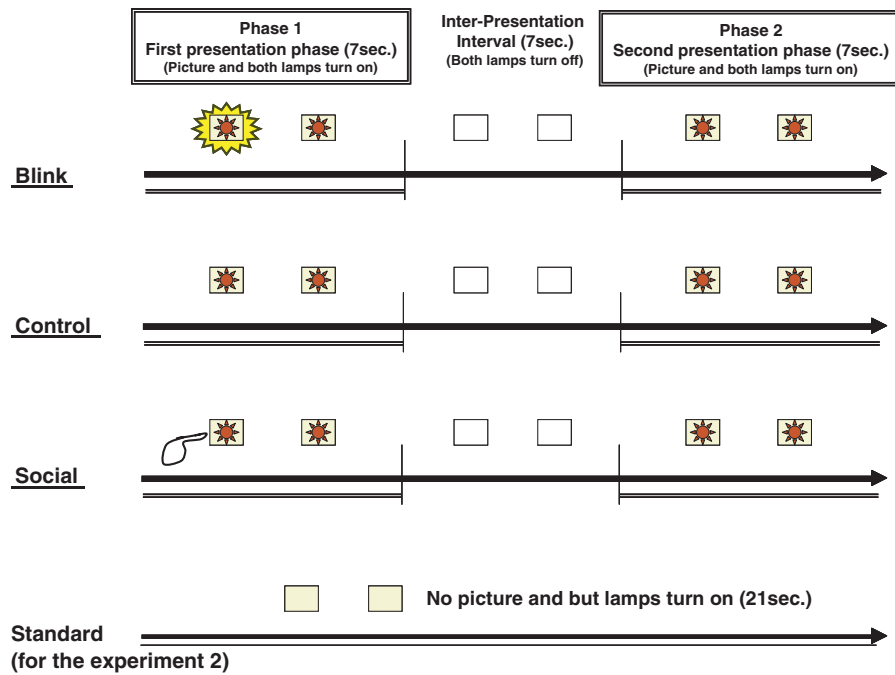 Phase 1
First presentation phase (7sec.)
(Picture and both lamps turn on)
Inter-Presentation
Interval (7sec.)
(Both lamps turn off)
Phase 2
Second presentation phase (7sec.)
(Picture and both lamps turn on)
Blink
Control
Social
No picture and but lamps turn on (21sec.)
Standard
(for the experiment 2)